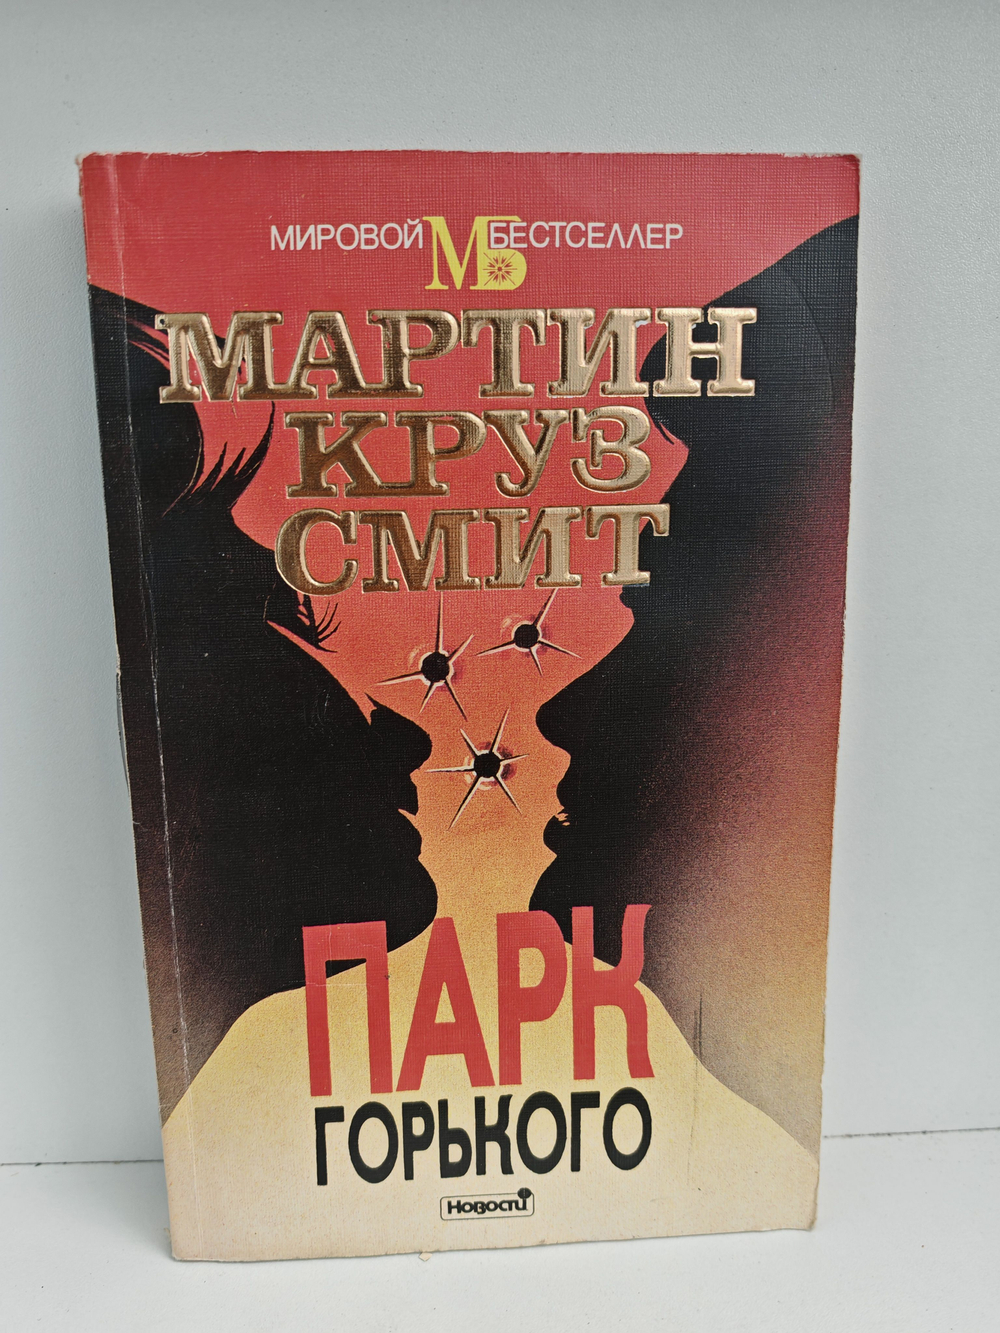 МИРОВОЙ МБ БЕСТСЕЛЛЕР
МАРТИН
КРУЗ
СМИТ
ПАРК
ГОРЬКОГО
Новости